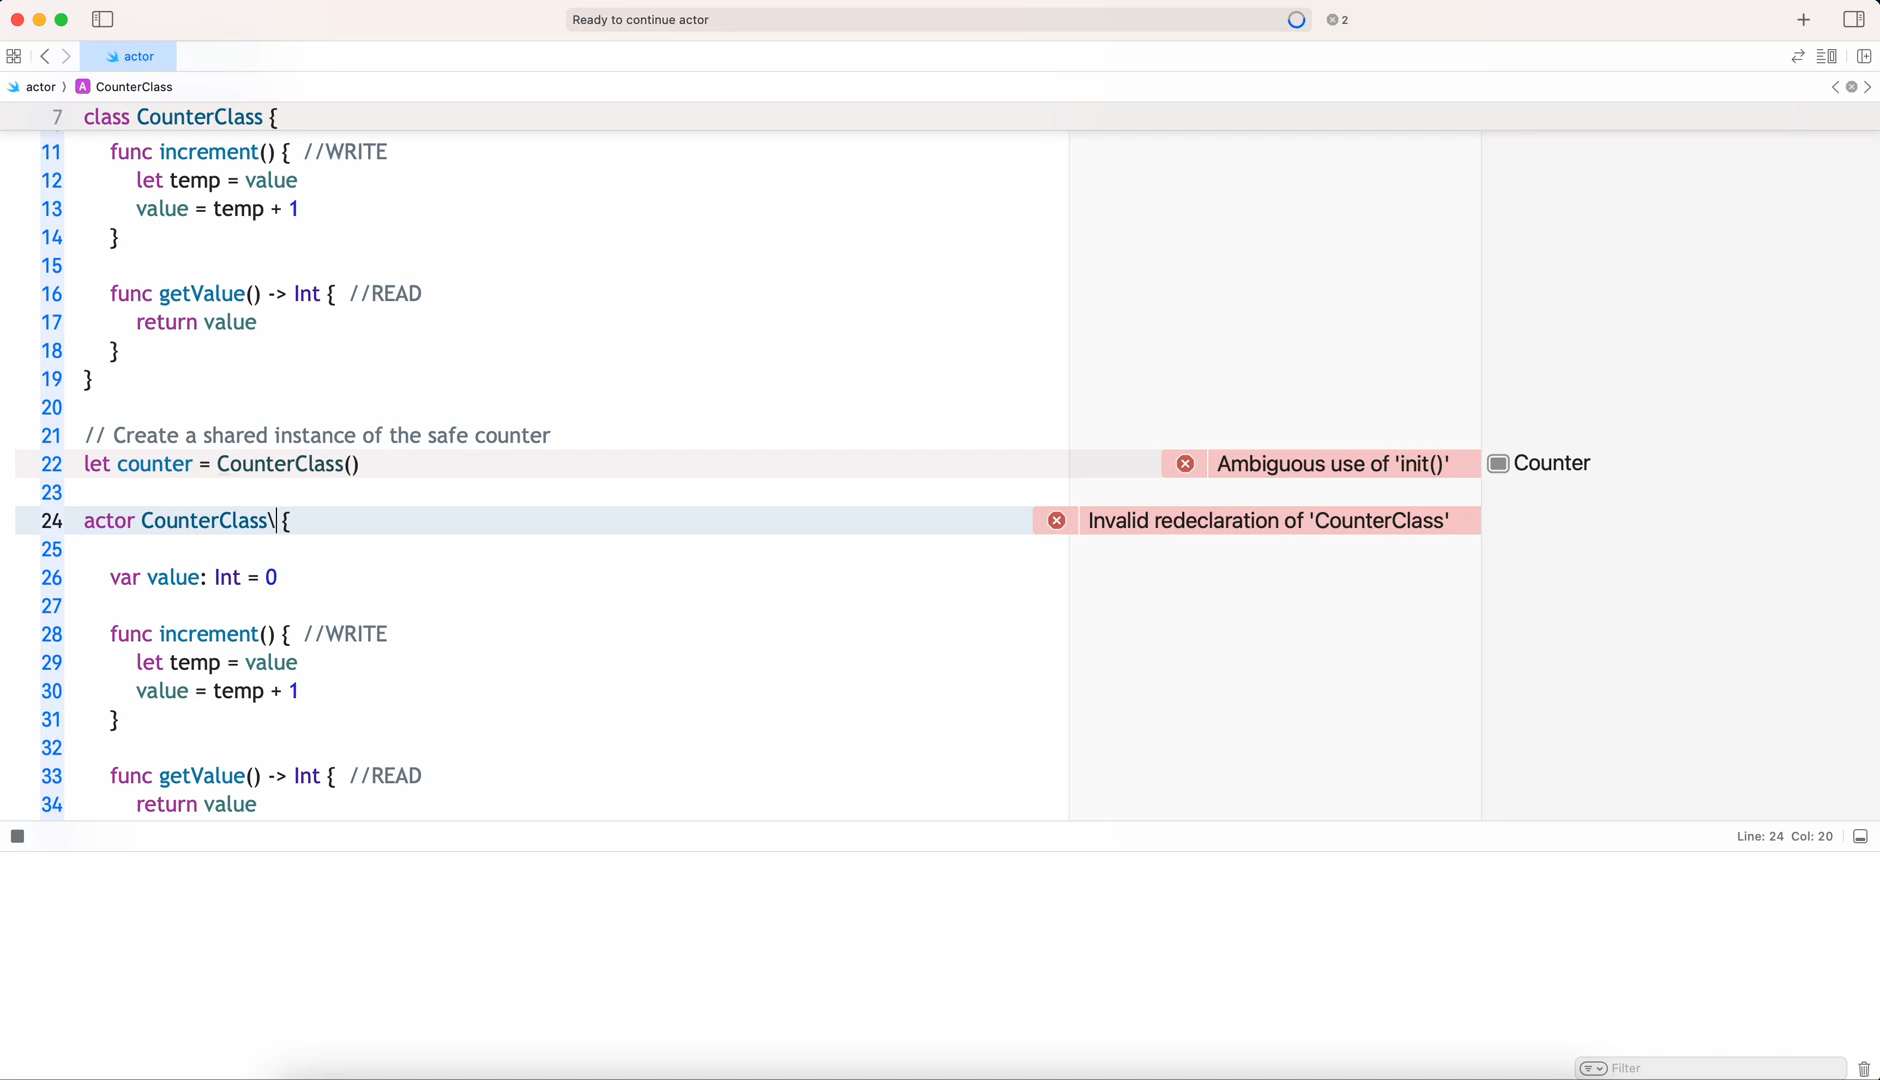 Ready to continue actor
2
actor
actor
A CounterClass
7 class CounterClass {
11 func increment() { //WRITE
12 let temp = value
13 value = temp + 1
14 }
15
16 func getValue() -> Int { //READ
17 return value
18 }
19 }
20
21 // Create a shared instance of the safe counter
22 let counter = CounterClass() Ambiguous use of 'init()' Counter
23
24 actor CounterClass\ { Invalid redeclaration of 'CounterClass'
25
26 var value: Int = 0
27
28 func increment() { //WRITE
29 let temp = value
30 value = temp + 1
31 }
32
33 func getValue() -> Int { //READ
34 return value
Line: 24 Col: 20
Filter